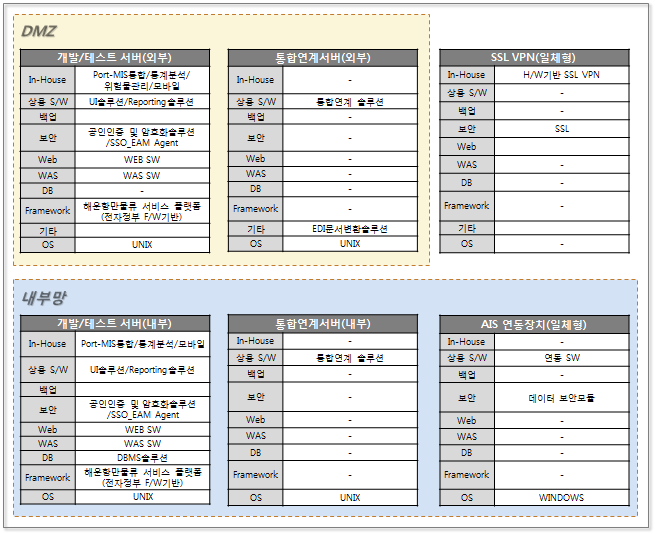 DMZ
개발/테스트 서버(외부)
In-House
Port-MIS통합/통계분석/
위험물관리/모바일
상용 S/W
UI솔루션/Reporting솔루션
백업
보안
공인인증 및 암호화솔루션
/SSO_EAM Agent
Web
WEB SW
WAS
WAS SW
DB
-
Framework
해운항만물류 서비스 플랫폼
(전자정부 F/W기반)
기타
OS
UNIX
통합연계서버(외부)
In-House
-
상용 S/W
통합연계 솔루션
백업
-
보안
-
Web
-
WAS
-
DB
-
Framework
-
기타
EDI문서변환솔루션
OS
UNIX
SSL VPN(일체형)
In-House
H/W기반 SSL VPN
상용 S/W
-
백업
-
보안
SSL
Web
WAS
-
DB
-
Framework
-
기타
OS
-
내부망
개발/테스트 서버(내부)
In-House
Port-MIS통합/통계분석/모바일
상용 S/W
UI솔루션/Reporting솔루션
백업
보안
공인인증 및 암호화솔루션
/SSO_EAM Agent
Web
WEB SW
WAS
WAS SW
DB
DBMS솔루션
Framework
해운항만물류 서비스 플랫폼
(전자정부 F/W기반)
OS
UNIX
통합연계서버(내부)
In-House
-
상용 S/W
통합연계 솔루션
백업
-
보안
-
Web
-
WAS
-
DB
-
Framework
-
OS
UNIX
AIS 연동장치(일체형)
In-House
-
상용 S/W
연동 SW
백업
-
보안
데이터 보안모듈
Web
-
WAS
-
DB
-
Framework
-
OS
WINDOWS